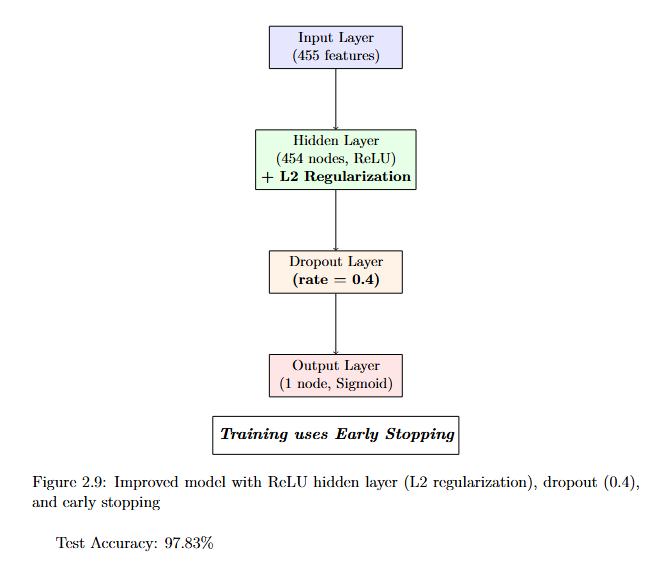 Input Layer
(455 features)
Hidden Layer
(454 nodes, ReLU)
+ L2 Regularization
Dropout Layer
(rate = 0.4)
Output Layer
(1 node, Sigmoid)
Training uses Early Stopping
Figure 2.9: Improved model with ReLU hidden layer (L2 regularization), dropout (0.4),
and early stopping
Test Accuracy: 97.83%